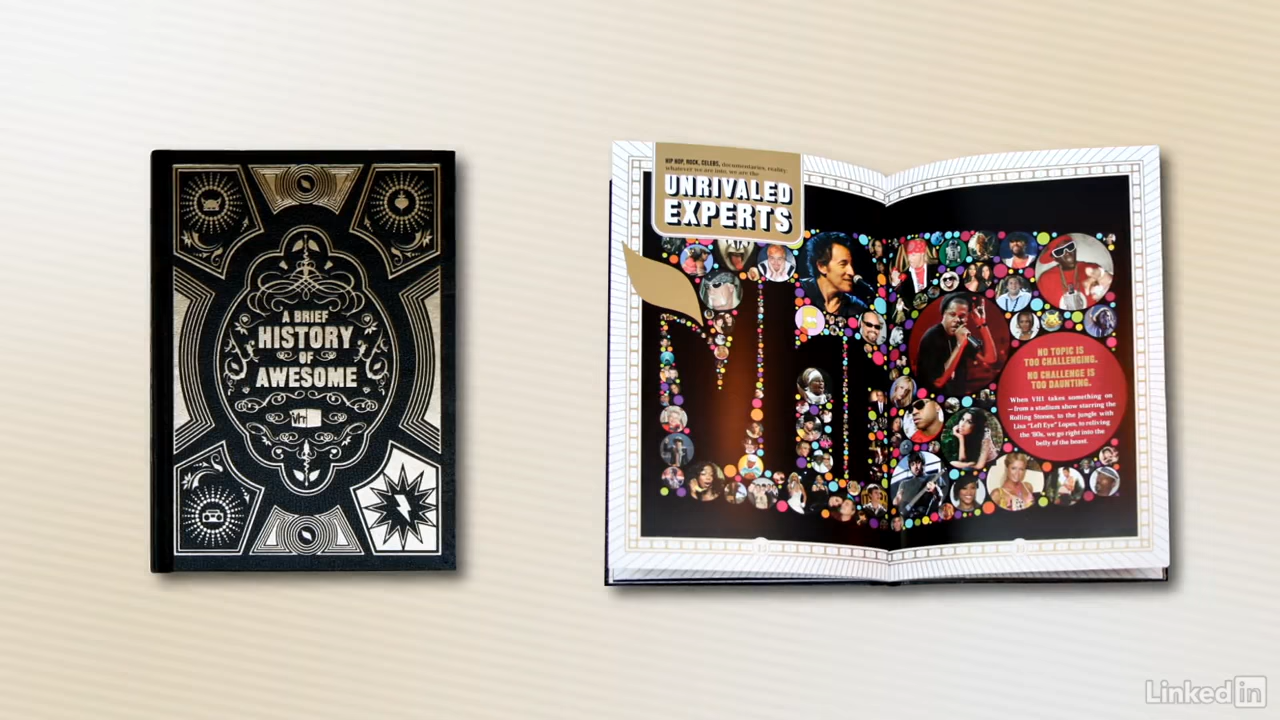 A BRIEF
HISTORY
OF
AWESOME
VH1
HIP HOP, ROCK, CELEBS, documentaries, reality:
whatever we are into, we are the
UNRIVALED
EXPERTS
NO TOPIC IS
TOO CHALLENGING.
NO CHALLENGE IS
TOO DAUNTING.
When VH1 takes something on
—from a stadium show starring the
Rolling Stones, to the jungle with
Lisa "Left Eye" Lopes, to reliving
the '80s, we go right into the
belly of the beast.
Linked in